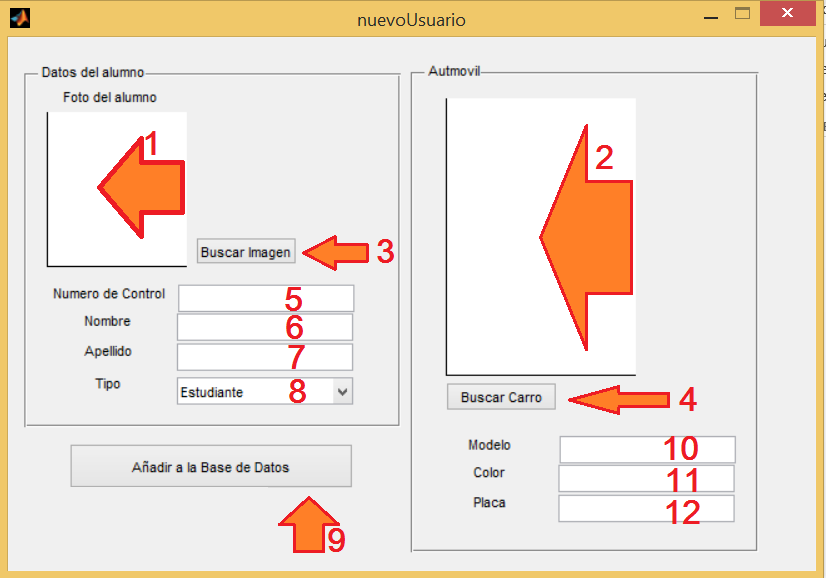 nuevoUsuario
Datos del alumno
Foto del alumno
1
Buscar Imagen
3
Numero de Control
5
Nombre
6
Apellido
7
Tipo
Estudiante
8
Añadir a la Base de Datos
9
Autmovil
2
Buscar Carro
4
Modelo
10
Color
11
Placa
12